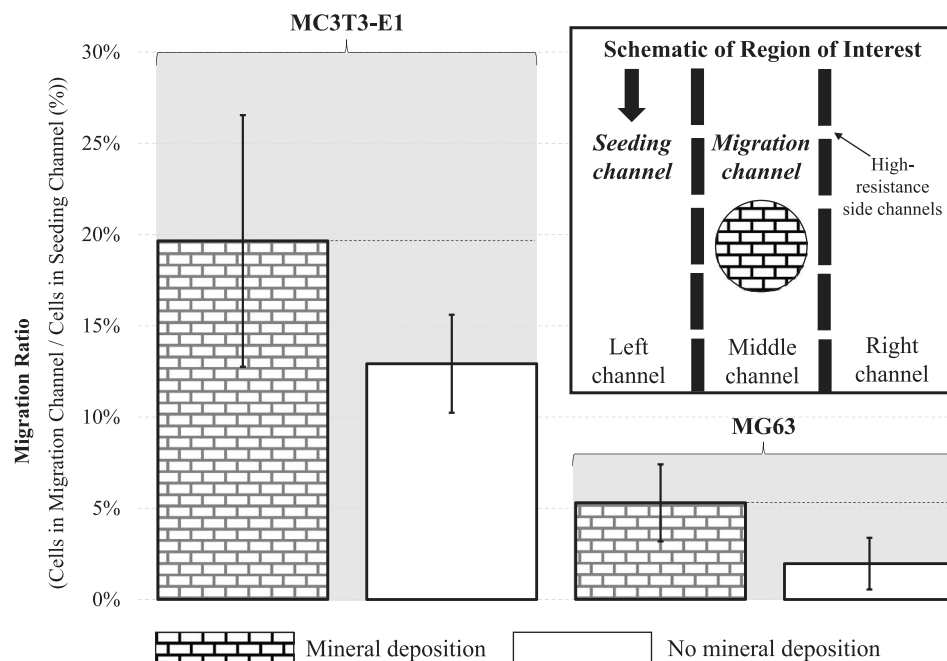 MC3T3-E1
30%
25%
20%
15%
10%
5%
0%
Migration Ratio
(Cells in Migration Channel / Cells in Seeding Channel (%))
Schematic of Region of Interest
Seeding
channel
Migration
channel
High-
resistance
side channels
Left
channel
Middle
channel
Right
channel
MG63
Mineral deposition
No mineral deposition